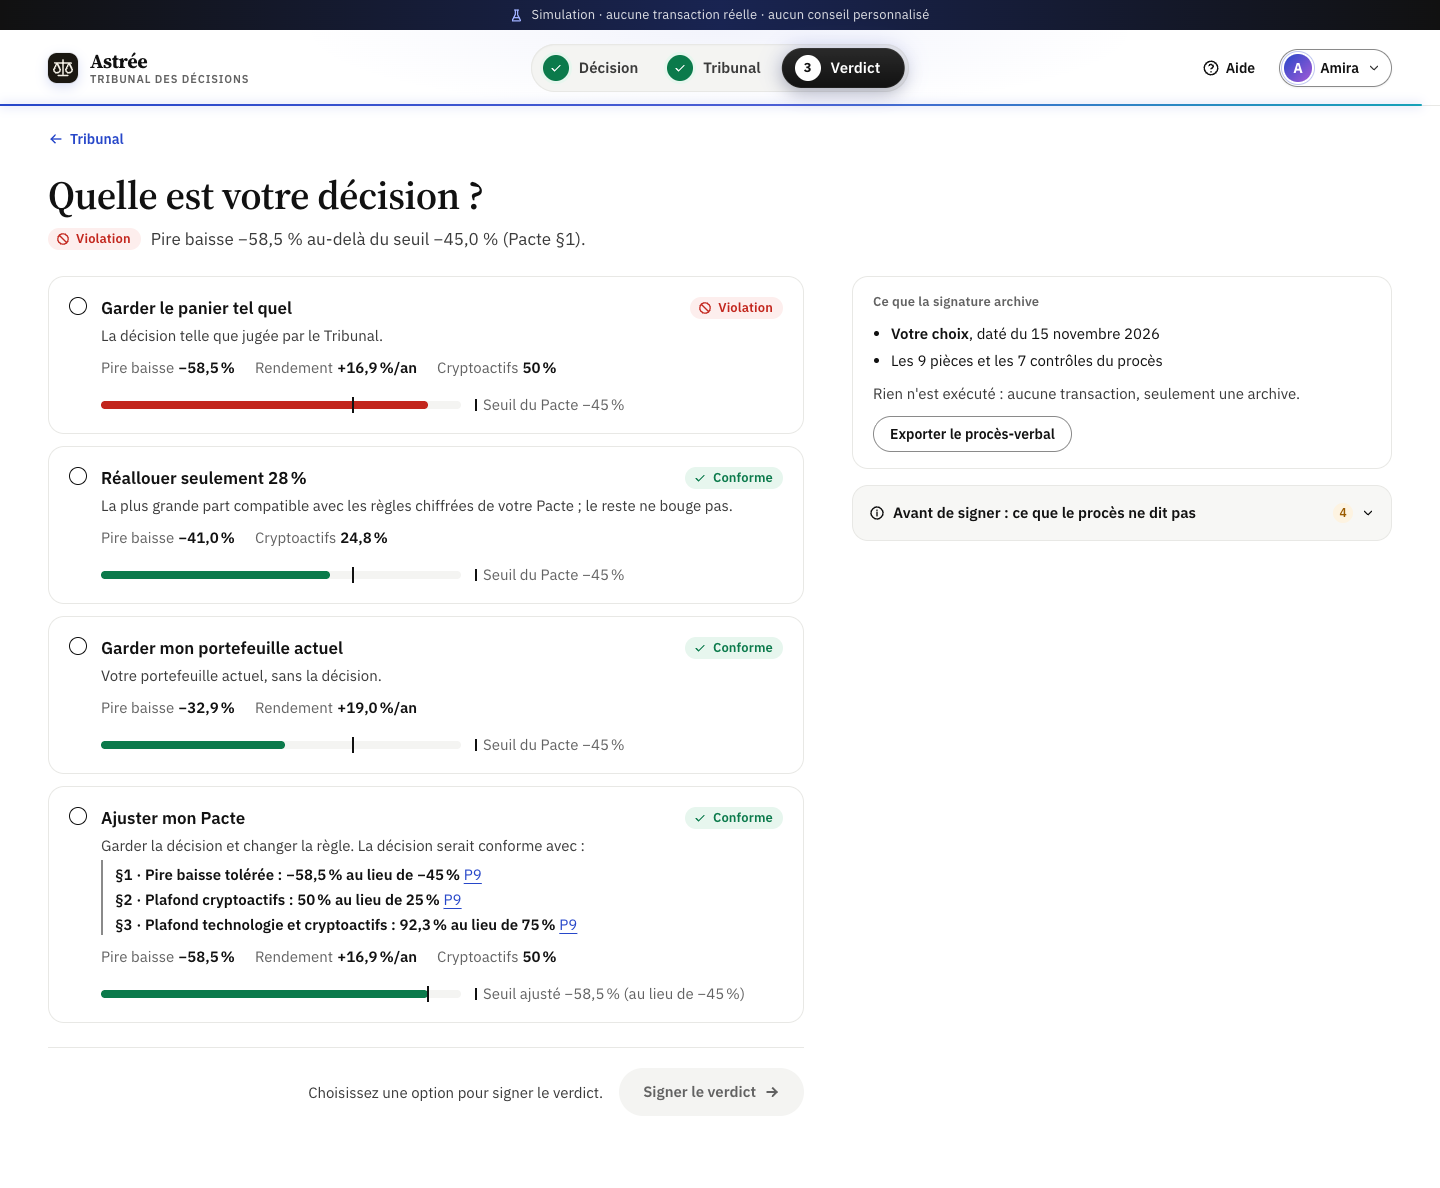 Simulation · aucune transaction réelle · aucun conseil personnalisé
Astrée
TRIBUNAL DES DÉCISIONS
Décision
Tribunal
3 Verdict
Aide
A Amira
← Tribunal
Quelle est votre décision ?
Violation Pire baisse −58,5 % au-delà du seuil −45,0 % (Pacte §1).
Garder le panier tel quel
Violation
La décision telle que jugée par le Tribunal.
Pire baisse −58,5 % Rendement +16,9 %/an Cryptoactifs 50 %
Seuil du Pacte −45 %
Réallouer seulement 28 %
Conforme
La plus grande part compatible avec les règles chiffrées de votre Pacte ; le reste ne bouge pas.
Pire baisse −41,0 % Cryptoactifs 24,8 %
Seuil du Pacte −45 %
Garder mon portefeuille actuel
Conforme
Votre portefeuille actuel, sans la décision.
Pire baisse −32,9 % Rendement +19,0 %/an
Seuil du Pacte −45 %
Ajuster mon Pacte
Conforme
Garder la décision et changer la règle. La décision serait conforme avec :
§1 · Pire baisse tolérée : −58,5 % au lieu de −45 % P9
§2 · Plafond cryptoactifs : 50 % au lieu de 25 % P9
§3 · Plafond technologie et cryptoactifs : 92,3 % au lieu de 75 % P9
Pire baisse −58,5 % Rendement +16,9 %/an Cryptoactifs 50 %
Seuil ajusté −58,5 % (au lieu de −45 %)
Choisissez une option pour signer le verdict.
Signer le verdict →
Ce que la signature archive
• Votre choix, daté du 15 novembre 2026
• Les 9 pièces et les 7 contrôles du procès
Rien n'est exécuté : aucune transaction, seulement une archive.
Exporter le procès-verbal
Avant de signer : ce que le procès ne dit pas
4